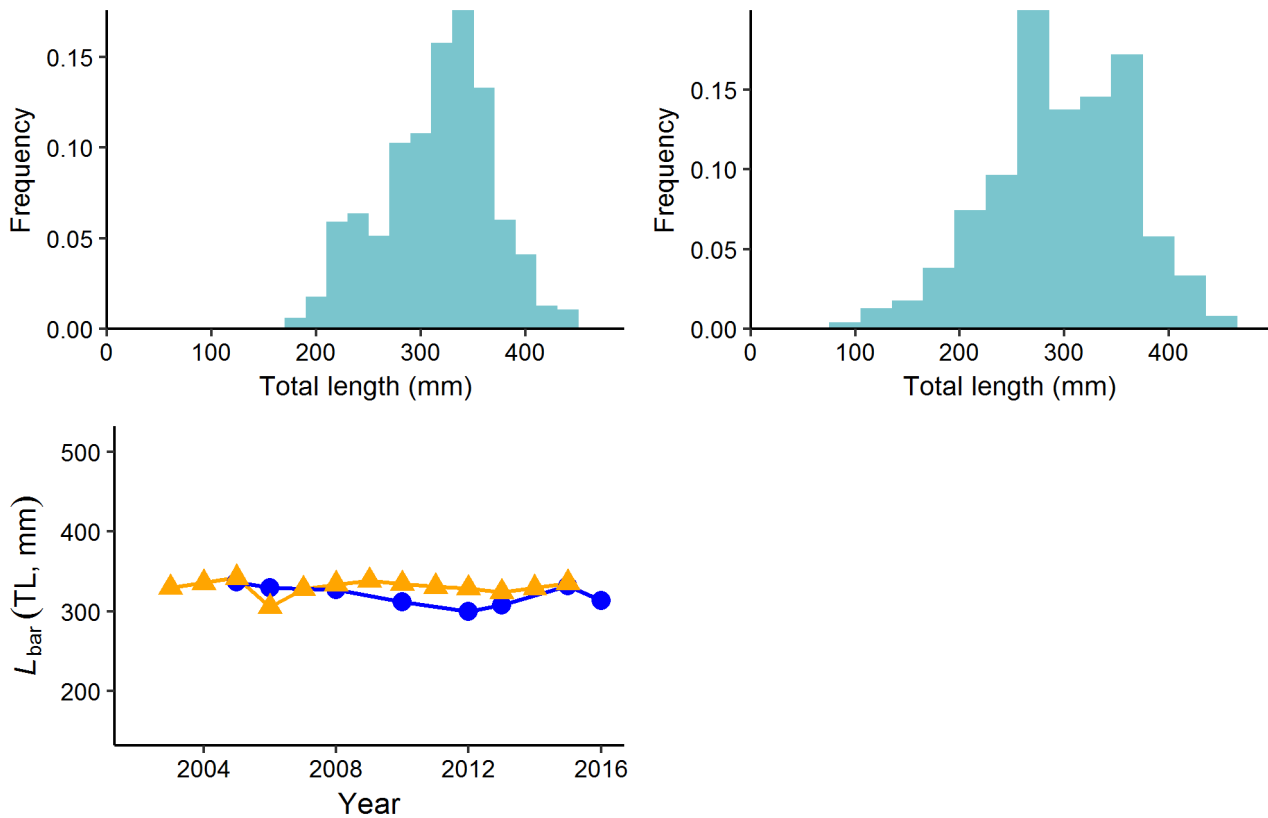 Frequency
0.15
0.10
0.05
0.00
0 100 200 300 400
Total length (mm)
Frequency
0.15
0.10
0.05
0.00
0 100 200 300 400
Total length (mm)
Lbar (TL, mm)
500
400
300
200
2004 2008 2012 2016
Year